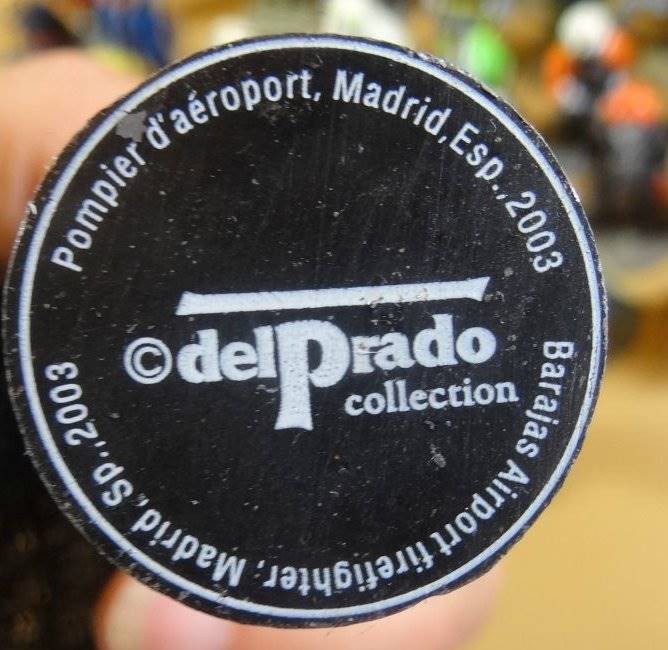 Pompier d'aéroport, Madrid, Esp., 2003
© delPrado
collection
Barajas Airport firefighter, Madrid, Sp., 2003